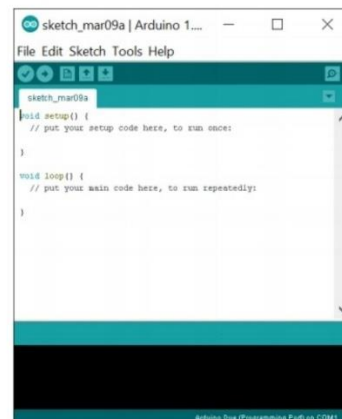 sketch_mar09a | Arduino 1....
File Edit Sketch Tools Help
sketch_mar09a
void setup() {
// put your setup code here, to run once:
}
void loop() {
// put your main code here, to run repeatedly:
}
Arduino Due (Programming Port) on COM1